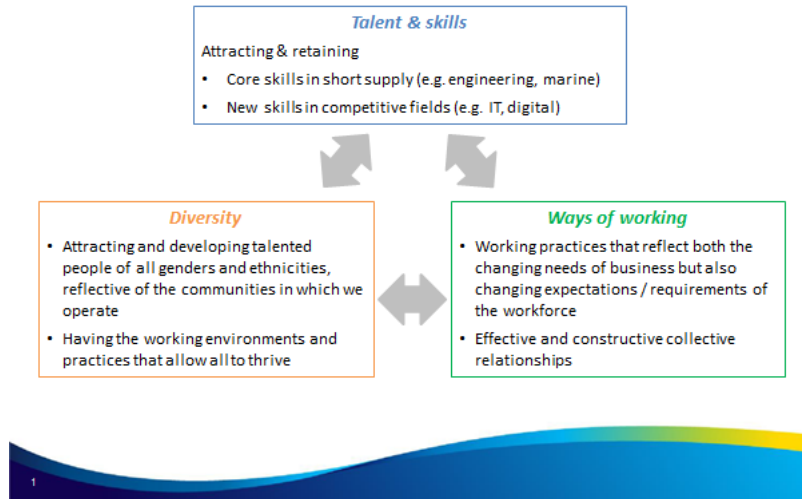 Talent & skills
Attracting & retaining
• Core skills in short supply (e.g. engineering, marine)
• New skills in competitive fields (e.g. IT, digital)
Diversity
• Attracting and developing talented
people of all genders and ethnicities,
reflective of the communities in which we
operate
• Having the working environments and
practices that allow all to thrive
Ways of working
• Working practices that reflect both the
changing needs of business but also
changing expectations / requirements of
the workforce
• Effective and constructive collective
relationships
1